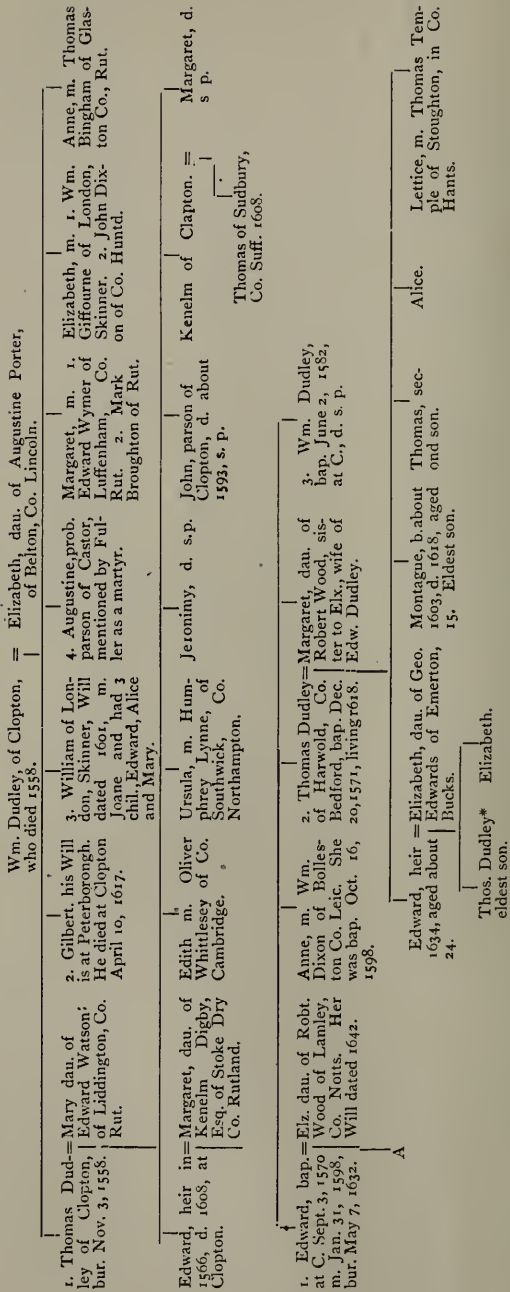 Wm. Dudley, of Clopton, = Elizabeth, dau. of Augustine Porter,
who died 1558. of Belton, Co. Lincoln.
1. Thomas Dud-
ley of Clopton,
bur. Nov. 3, 1558.
=Mary dau. of
Edward Watson:
of Liddington, Co.
Rut.
2. Gilbert. his Will
is at Peterborongh.
He died at Clopton
April 10, 1617.
3. William of Lon-
don, Skinner, Will
dated 1601, m.
Joane and had 3
chil., Edward, Alice
and Mary.
4. Augustine, prob.
parson of Castor,
mentioned by Ful-
ler as a martyr.
Margaret, m. 1.
Edward Wymer of
Luffenham, Co.
Rut. 2. Mark
Broughton of Rut.
Elizabeth, m. 1. Wm.
Giffourne of London,
Skinner. 2. John Dix-
on of Co. Huntd.
Anne, m. Thomas
Bingham of Glas-
ton Co., Rut.
Edward, heir in
1566, d. 1608, at
Clopton.
=Margaret, dau. of
Kenelm Digby,
Esq. of Stoke Dry
Co. Rutland.
Edith m. Oliver
Whittlesey of Co.
Cambridge.
Ursula, m. Hum-
phrey Lynne, of
Southwick, Co.
Northampton.
Jeronimy, d. s.p.
John, parson of
Clopton, d. about
1593, s. p.
Kenelm of Clapton. =
Thomas of Sudbury,
Co. Suff. 1608.
Margaret, d.
s p.
1. Edward, bap.
at C. Sept. 3, 1570
m. Jan. 31, 1598,
bur. May 7, 1632.
=Elz. dau. of Robt.
Wood of Lamley,
Co. Notts. Her
Will dated 1642.
A
Anne, m. Wm.
Dixon of Bolles-
ton Co. Leic. She
was bap. Oct. 16,
1598.
2. Thomas Dudley
of Harwold, Co.
Bedford, bap. Dec.
20, 1571, living 1618.
=Margaret, dau. of
Robert Wood, sis-
ter to Elx., wife of
Edw. Dudley.
3. Wm. Dudley,
bap. June 2, 1582,
at C., d. s. p.
Edward, heir
1634, aged about
24.
=Elizabeth, dau. of Geo.
Edwards of Emerton,
Bucks.
Montague, b. about
1603, d. 1618, aged
15. Eldest son.
Thomas, sec-
ond son.
Alice.
Lettice, m. Thomas Tem-
ple of Stoughton, in Co.
Hants.
Thos. Dudley*
eldest son.
Elizabeth.